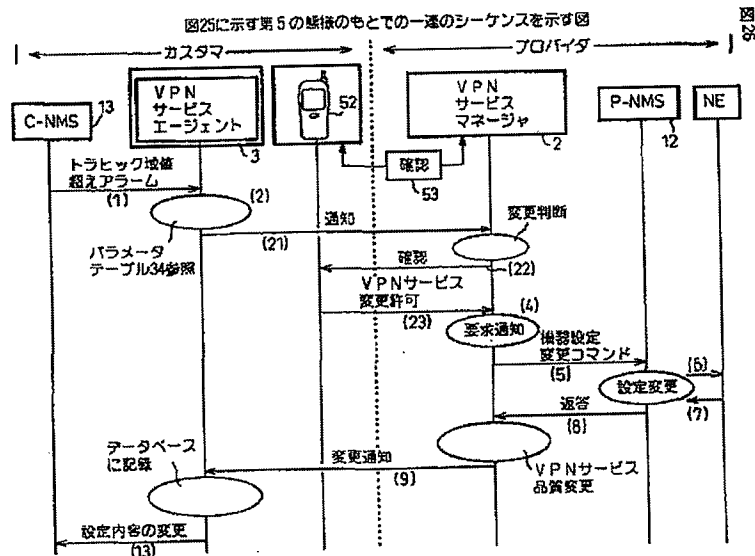 図26
図25に示す第5の態様のもとでの一連のシーケンスを示す図
カスタマ
プロバイダ
C-NMS
13
VPN
サービス
エージェント
3
52
確認
53
VPN
サービス
マネージャ
2
P-NMS
12
NE
トラヒック域値
超えアラーム
(1)
(2)
パラメータ
テーブル34参照
通知
(21)
変更判断
確認
(22)
VPNサービス
変更許可
(23)
(4)
要求通知
機器設定
変更コマンド
(5)
設定変更
(6)
(7)
返答
(8)
VPNサービス
品質変更
変更通知
(9)
データベース
に記録
設定内容の変更
(13)